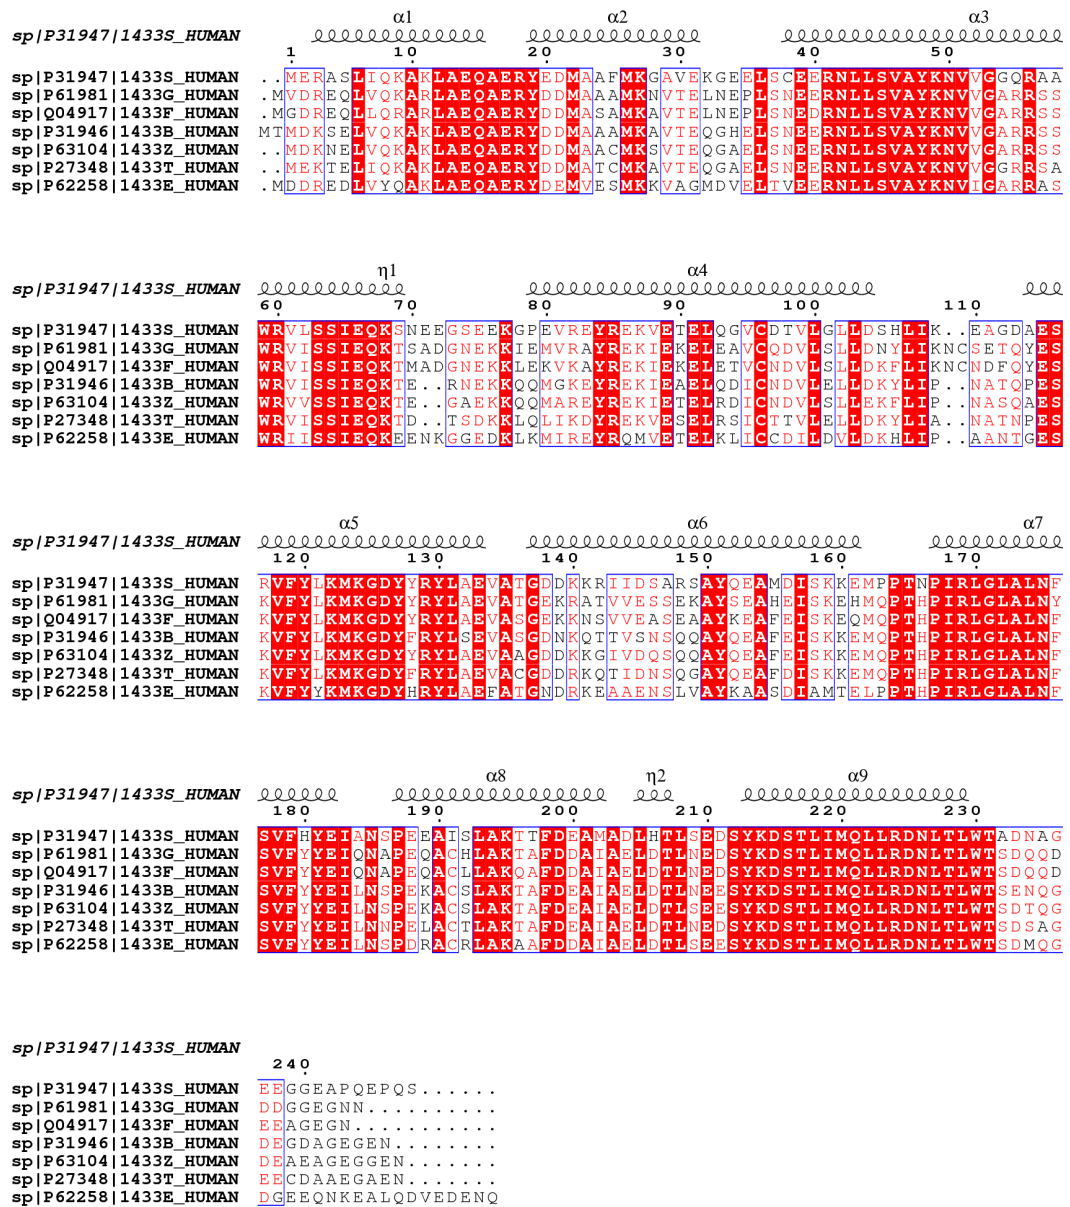 α1 α2 α3
sp|P31947|1433S_HUMAN
1 10 20 30 40 50
sp|P31947|1433S_HUMAN ..MERASLIQKAKLAEQAERYEDMAAFMKGAVEKGEELSCEERNLLSVAYKNVVGGQRAA
sp|P61981|1433G_HUMAN .MVDREQLVQKARLAEQAERYDDMAAAMKNVTELNEPLSNEERNLLSVAYKNVVGARRSS
sp|Q04917|1433F_HUMAN .MGDREQLLQRARLAEQAERYDDMASAMKAVTELNEPLSNEDRNLLSVAYKNVVGARRSS
sp|P31946|1433B_HUMAN MTMDKSELVQKAKLAEQAERYDDMAAAMKAVTEQGHELSNEERNLLSVAYKNVVGARRSS
sp|P63104|1433Z_HUMAN ..MDKNELVQKAKLAEQAERYDDMAACMKSVTEQGAELSNEERNLLSVAYKNVVGARRSS
sp|P27348|1433T_HUMAN ..MEKTELIQKAKLAEQAERYDDMATCMKAVTEQGAELSNEERNLLSVAYKNVVGGRRSA
sp|P62258|1433E_HUMAN .MDDREDLVYQAKLAEQAERYDEMVESMKKVAGMDVELTVEERNLLSVAYKNVIGARRAS
η1 α4
sp|P31947|1433S_HUMAN
60 70 80 90 100 110
sp|P31947|1433S_HUMAN WRVLSSIEQKSNEEGSEEKGPEVREYREKVETELQGVCDTVLGLLDSHLIK..EAGDAES
sp|P61981|1433G_HUMAN WRVISSIEQKTSADGNEKKIEMVRAYREKIEKELEAVCQDVLSLLDNYLIKNCSETQYES
sp|Q04917|1433F_HUMAN WRVISSIEQKTMADGNEKKLEKVKAYREKIEKELETVCNDVLSLLDKFLIKNCNDFQYES
sp|P31946|1433B_HUMAN WRVISSIEQKTE..RNEKKQQMGKEYREKIEAELQDICNDVLELLDKYLIP..NATQPES
sp|P63104|1433Z_HUMAN WRVVSSIEQKTE..GAEKKQQMAREYREKIETELRDICNDVLSLLEKFLIP..NASQAES
sp|P27348|1433T_HUMAN WRVISSIEQKTD..TSDKKLQLIKDYREKVESELRSICTTVLELLDKYLIA..NATNPES
sp|P62258|1433E_HUMAN WRIISSIEQKEENKGGEDKLKMIREYRQMVETELKLICCDILDVLDKHLIP..AANTGES
α5 α6 α7
sp|P31947|1433S_HUMAN
120 130 140 150 160 170
sp|P31947|1433S_HUMAN RVFYLKMKGDYYRYLAEVATGDDKKRIIDSARSAYQEAMDISKKEMPPTNPIRLGLALNF
sp|P61981|1433G_HUMAN KVFYLKMKGDYYRYLAEVATGEKRATVVESSEKAYSEAHEISKEHMQPTHPIRLGLALNY
sp|Q04917|1433F_HUMAN KVFYLKMKGDYYRYLAEVASGEKKNSVVEASEAAYKEAFEISKEQMQPTHPIRLGLALNF
sp|P31946|1433B_HUMAN KVFYLKMKGDYFRYLSEVASGDNKQTTVSNSQQAYQEAFEISKKEMQPTHPIRLGLALNF
sp|P63104|1433Z_HUMAN KVFYLKMKGDYYRYLAEVAAGDDKKGIVDQSQQAYQEAFEISKKEMQPTHPIRLGLALNF
sp|P27348|1433T_HUMAN KVFYLKMKGDYFRYLAEVACGDDRKQTIDNSQGAYQEAFDISKKEMQPTHPIRLGLALNF
sp|P62258|1433E_HUMAN KVFYYKMKGDYHRYLAEFATGNDRKEAAENSLVAYKAASDIAMTELPPTHPIRLGLALNF
α8 η2 α9
sp|P31947|1433S_HUMAN
180 190 200 210 220 230
sp|P31947|1433S_HUMAN SVFHYEIANSPEEAISLAKTTFDEAMADLHTLSEDSYKDSTLIMQLLRDNLTLWTADNAG
sp|P61981|1433G_HUMAN SVFYYEIQNAPEQACHLAKTAFDDAIAELDTLNEDSYKDSTLIMQLLRDNLTLWTSDQQD
sp|Q04917|1433F_HUMAN SVFYYEIQNAPEQACLLAKQAFDDAIAELDTLNEDSYKDSTLIMQLLRDNLTLWTSDQQD
sp|P31946|1433B_HUMAN SVFYYEILNSPEKACSLAKTAFDEAIAELDTLNEESYKDSTLIMQLLRDNLTLWTSENQG
sp|P63104|1433Z_HUMAN SVFYYEILNSPEKACSLAKTAFDEAIAELDTLSEESYKDSTLIMQLLRDNLTLWTSDTQG
sp|P27348|1433T_HUMAN SVFYYEILNNPELACTLAKTAFDEAIAELDTLNEDSYKDSTLIMQLLRDNLTLWTSDSAG
sp|P62258|1433E_HUMAN SVFYYEILNSPDRACRLAKAAFDDAIAELDTLSEESYKDSTLIMQLLRDNLTLWTSDMQG
sp|P31947|1433S_HUMAN
240
sp|P31947|1433S_HUMAN EEGGEAPQEPQS......
sp|P61981|1433G_HUMAN DDGGEGNN..........
sp|Q04917|1433F_HUMAN EEAGEGN...........
sp|P31946|1433B_HUMAN DEGDAGEGEN........
sp|P63104|1433Z_HUMAN DEAEAGEGGEN.......
sp|P27348|1433T_HUMAN EECDAAEGAEN.......
sp|P62258|1433E_HUMAN DGEEQNKEALQDVEDENQ